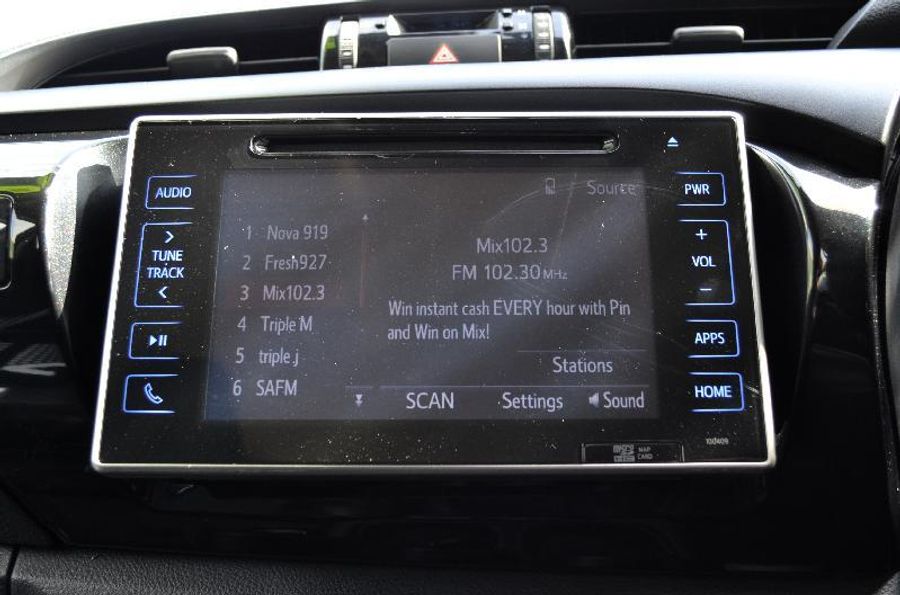 AUDIO
TUNE
TRACK
Source
1 Nova 919
2 Fresh927
3 Mix102.3
4 Triple M
5 triple.j
6 SAFM
Mix102.3
FM 102.30 MHz
Win instant cash EVERY hour with Pin
and Win on Mix!
Stations
SCAN
Settings
Sound
PWR
+
VOL
−
APPS
HOME
MAP
CARD
100409